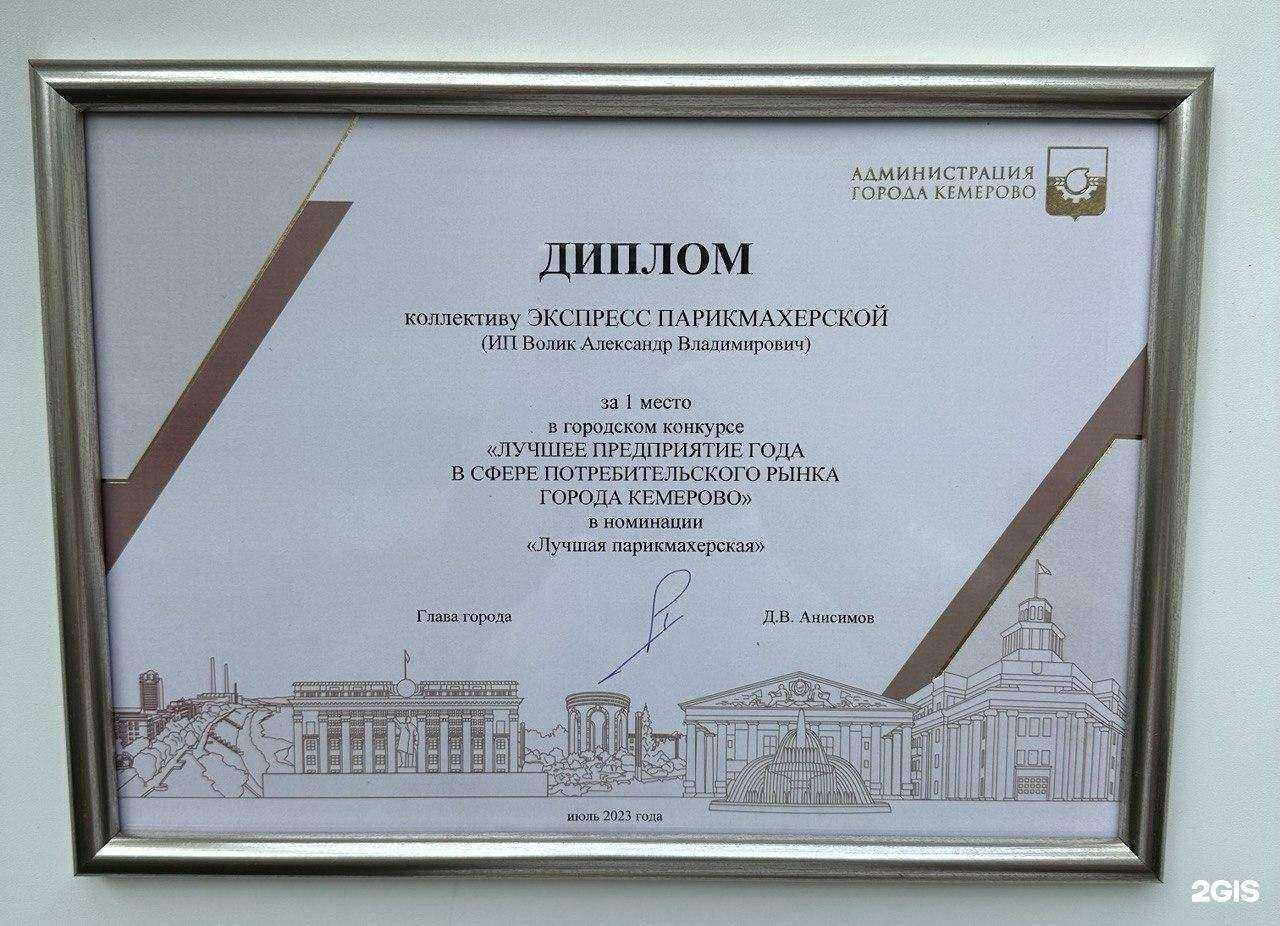 АДМИНИСТРАЦИЯ
ГОРОДА КЕМЕРОВО
ДИПЛОМ
коллективу ЭКСПРЕСС ПАРИКМАХЕРСКОЙ
(ИП Волик Александр Владимирович)
за 1 место
в городском конкурсе
«ЛУЧШЕЕ ПРЕДПРИЯТИЕ ГОДА
В СФЕРЕ ПОТРЕБИТЕЛЬСКОГО РЫНКА
ГОРОДА КЕМЕРОВО»
в номинации
«Лучшая парикмахерская»
Глава города Д.В. Анисимов
июль 2023 года
2GIS